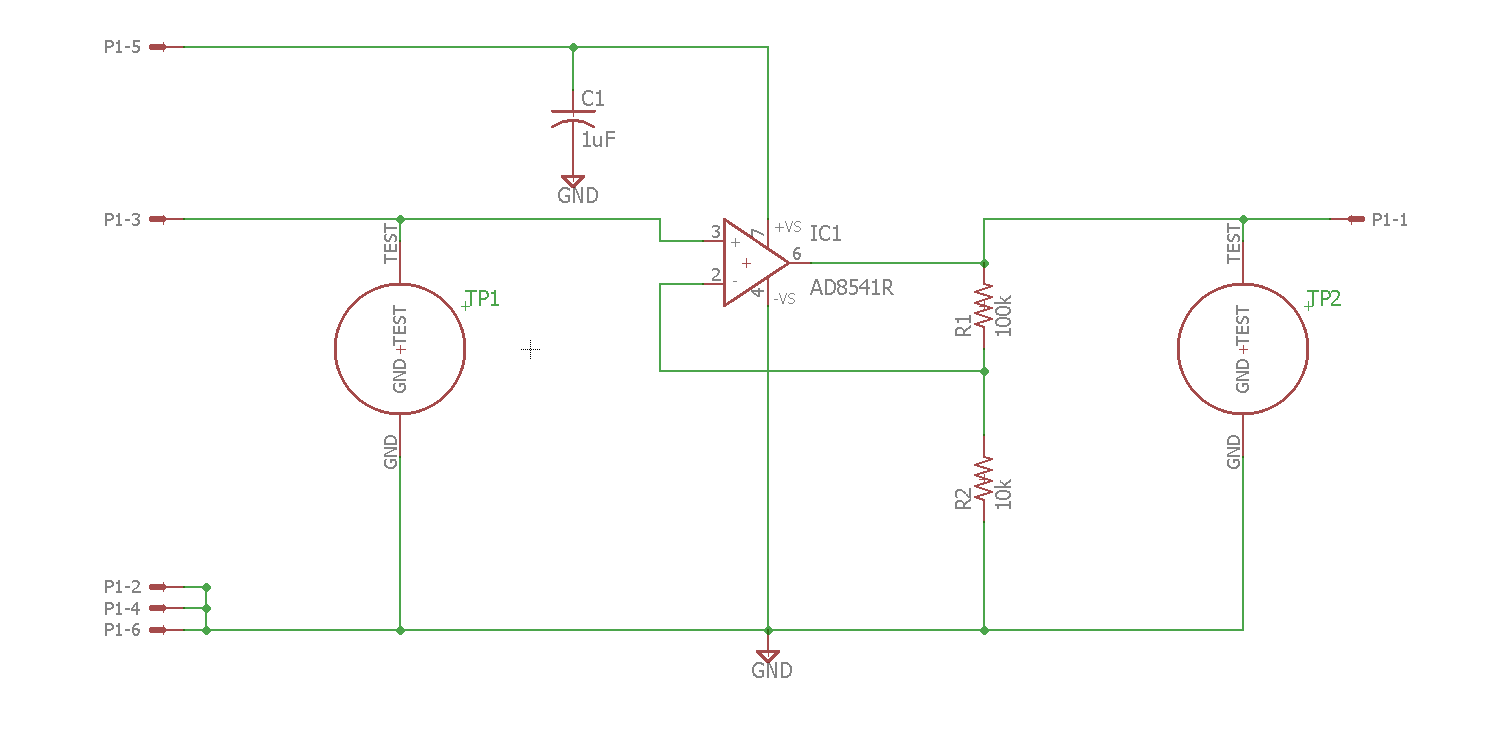 P1-5
C1
1uF
GND
P1-3
P1-1
TEST
TEST
3
2
7
4
6
+
-
+VS
-VS
IC1
AD8541R
TP1
GND +TEST
GND
R1
100k
TP2
GND +TEST
GND
R2
10k
P1-2
P1-4
P1-6
GND